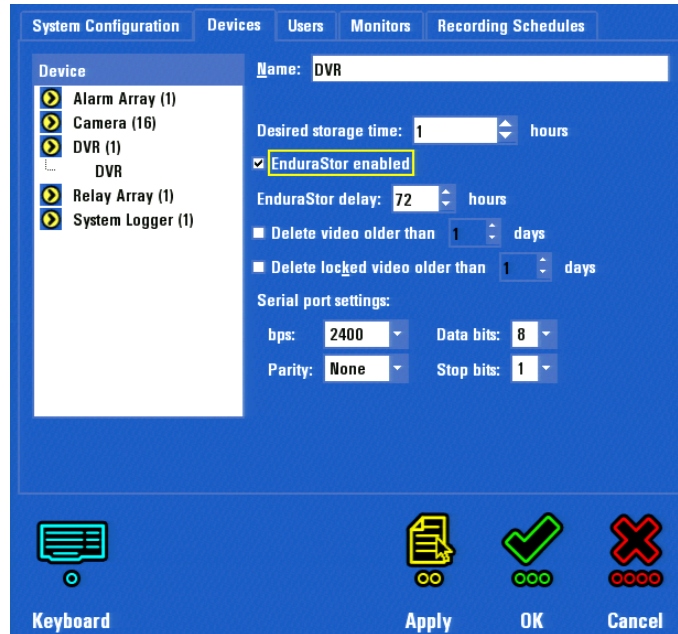 System Configuration Devices Users Monitors Recording Schedules
Device
Alarm Array (1)
Camera (16)
DVR (1)
DVR
Relay Array (1)
System Logger (1)
Name: DVR
Desired storage time: 1 hours
EnduraStor enabled
EnduraStor delay: 72 hours
Delete video older than 1 days
Delete locked video older than 1 days
Serial port settings:
bps: 2400 Data bits: 8
Parity: None Stop bits: 1
Keyboard Apply OK Cancel